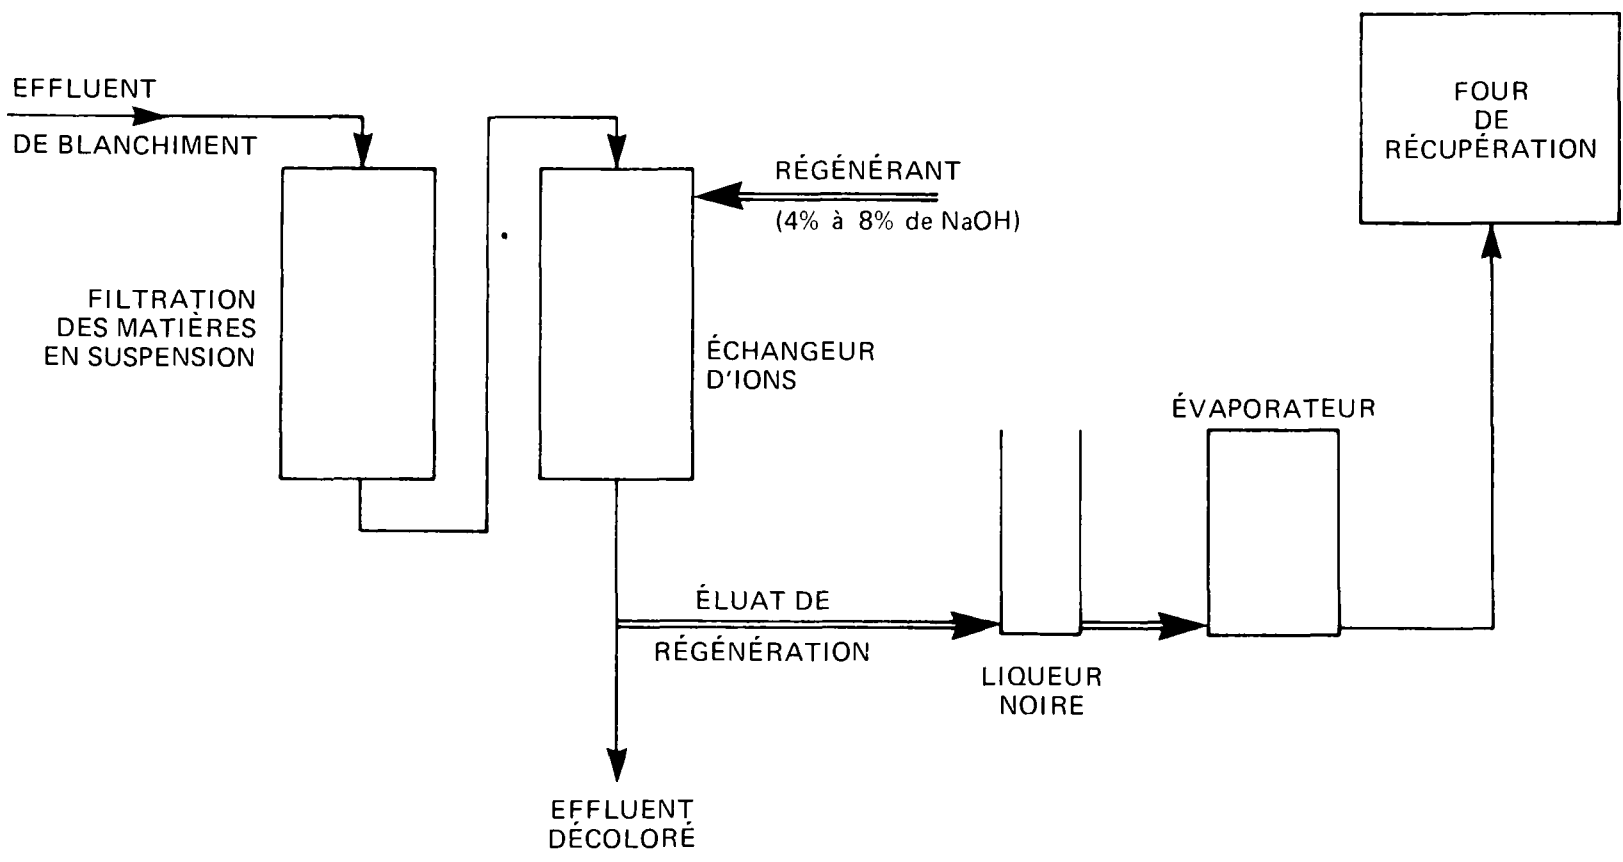 EFFLUENT
DE BLANCHIMENT
FILTRATION
DES MATIÈRES
EN SUSPENSION
RÉGÉNÉRANT
(4% à 8% de NaOH)
ÉCHANGEUR
D'IONS
ÉLUAT DE
RÉGÉNÉRATION
EFFLUENT
DÉCOLORÉ
LIQUEUR
NOIRE
ÉVAPORATEUR
FOUR
DE
RÉCUPÉRATION